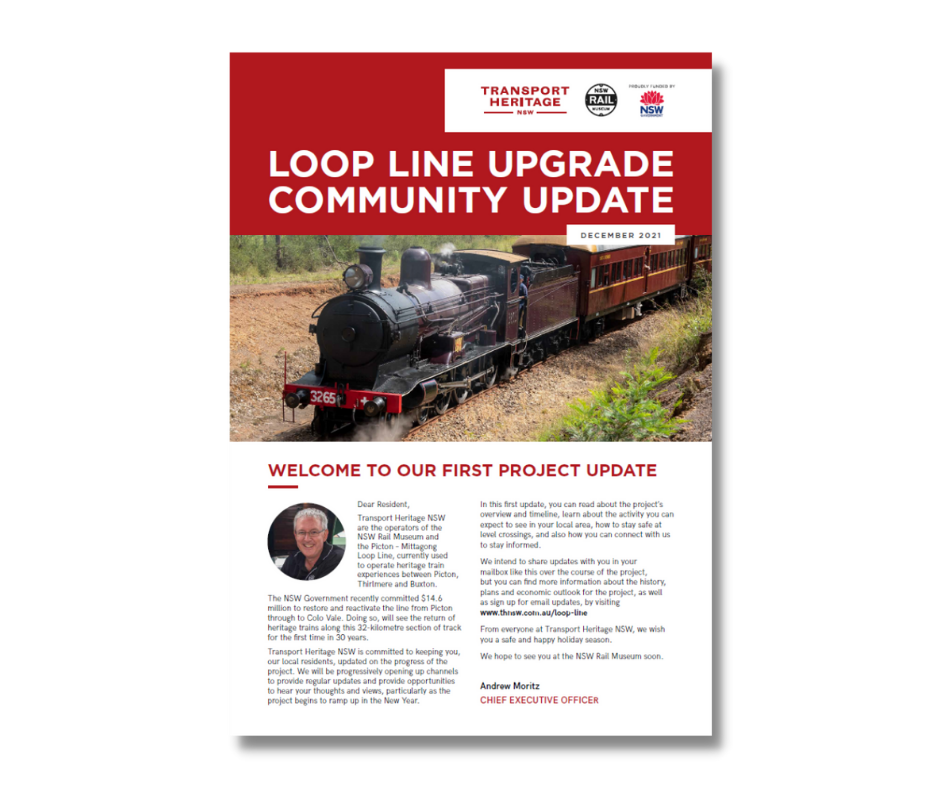 TRANSPORT
HERITAGE
NSW
NSW
RAIL
MUSEUM
PROUDLY FUNDED BY
NSW
GOVERNMENT
LOOP LINE UPGRADE
COMMUNITY UPDATE
DECEMBER 2021
3265
WELCOME TO OUR FIRST PROJECT UPDATE
Dear Resident,
Transport Heritage NSW
are the operators of the
NSW Rail Museum and
the Picton – Mittagong
Loop Line, currently used
to operate heritage train
experiences between Picton,
Thirlmere and Buxton.
The NSW Government recently committed $14.6
million to restore and reactivate the line from Picton
through to Colo Vale. Doing so, will see the return of
heritage trains along this 32-kilometre section of track
for the first time in 30 years.
Transport Heritage NSW is committed to keeping you,
our local residents, updated on the progress of the
project. We will be progressively opening up channels
to provide regular updates and provide opportunities
to hear your thoughts and views, particularly as the
project begins to ramp up in the New Year.
In this first update, you can read about the project's
overview and timeline, learn about the activity you can
expect to see in your local area, how to stay safe at
level crossings, and also how you can connect with us
to stay informed.
We intend to share updates with you in your
mailbox like this over the course of the project,
but you can find more information about the history,
plans and economic outlook for the project, as well
as sign up for email updates, by visiting
www.thnsw.com.au/loop-line
From everyone at Transport Heritage NSW, we wish
you a safe and happy holiday season.
We hope to see you at the NSW Rail Museum soon.
Andrew Moritz
CHIEF EXECUTIVE OFFICER